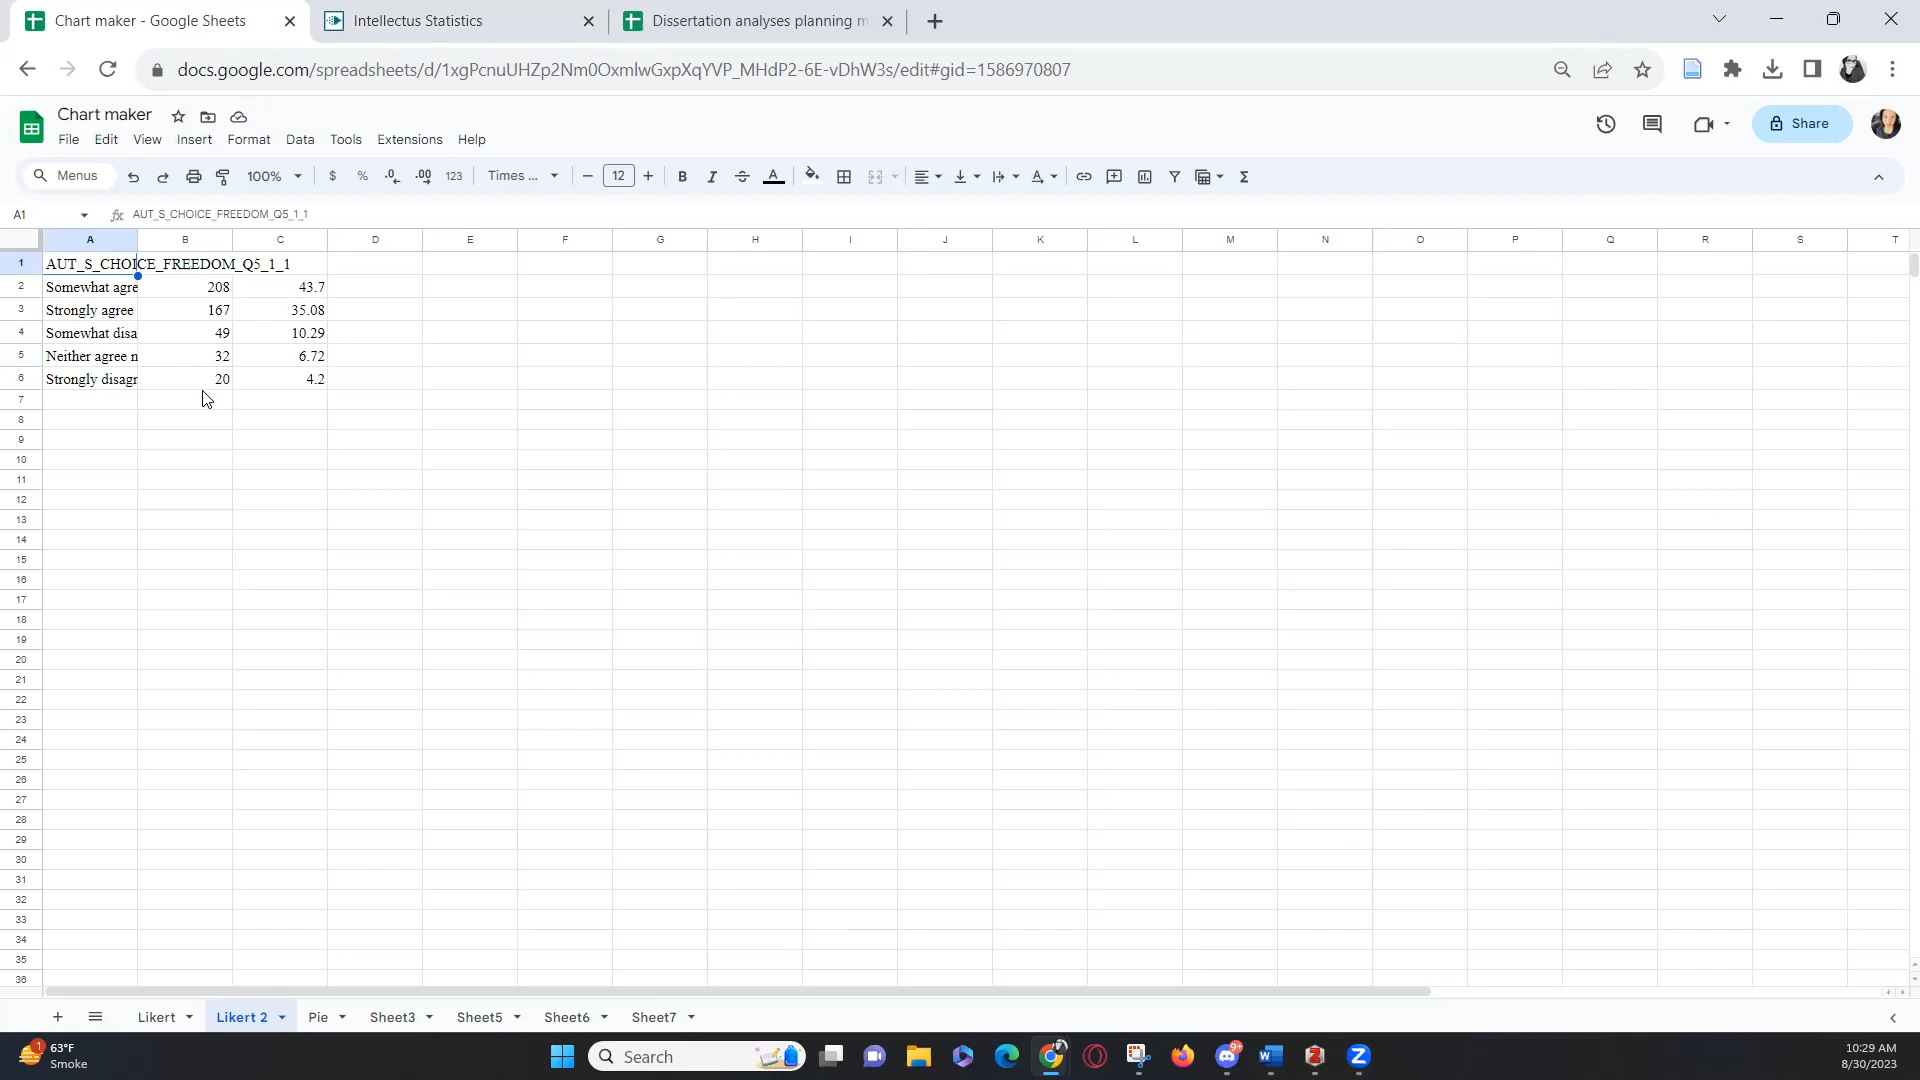 Chart maker - Google Sheets
Intellectus Statistics
Dissertation analyses planning m
docs.google.com/spreadsheets/d/1xgPcnuUHZp2Nm0OxmlwGxpXqYVP_MHdP2-6E-vDhW3s/edit#gid=1586970807
Chart maker
File Edit View Insert Format Data Tools Extensions Help
Share
Menus 100% $ % .0 .00 123 Times ... 12 B I A
A1 fx AUT_S_CHOICE_FREEDOM_Q5_1_1
A B C D E F G H I J K L M N O P Q R S T
1 AUT_S_CHOICE_FREEDOM_Q5_1_1
2 Somewhat agre 208 43.7
3 Strongly agree 167 35.08
4 Somewhat disa 49 10.29
5 Neither agree n 32 6.72
6 Strongly disagr 20 4.2
7
8
9
10
11
12
13
14
15
16
17
18
19
20
21
22
23
24
25
26
27
28
29
30
31
32
33
34
35
36
Likert Likert 2 Pie Sheet3 Sheet5 Sheet6 Sheet7
1 63°F
Smoke
Search
9+
10:29 AM
8/30/2023